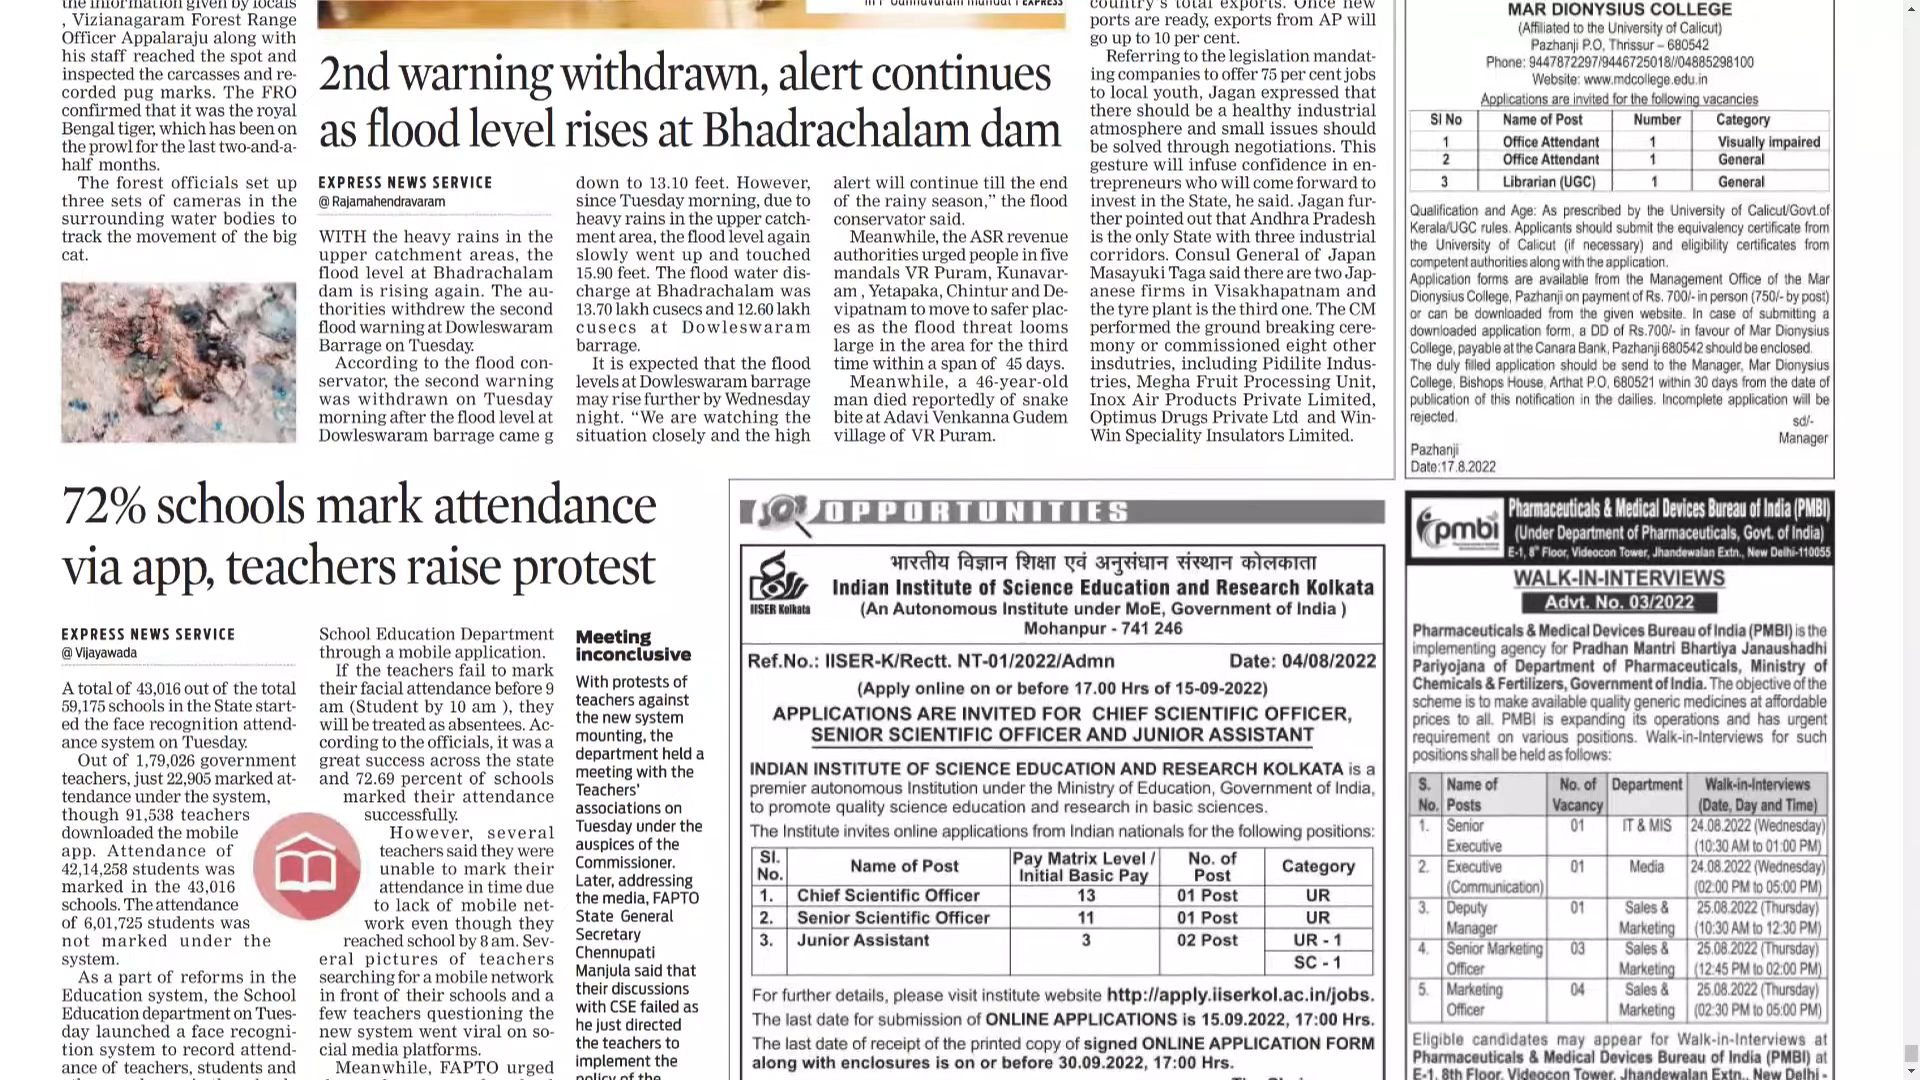 the information given by locals
, Vizianagaram Forest Range
Officer Appalaraju along with
his staff reached the spot and
inspected the carcasses and re-
corded pug marks. The FRO
confirmed that it was the royal
Bengal tiger, which has been on
the prowl for the last two-and-a-
half months.
The forest officials set up
three sets of cameras in the
surrounding water bodies to
track the movement of the big
cat.
2nd warning withdrawn, alert continues
as flood level rises at Bhadrachalam dam
EXPRESS NEWS SERVICE
@ Rajamahendravaram
WITH the heavy rains in the
upper catchment areas, the
flood level at Bhadrachalam
dam is rising again. The au-
thorities withdrew the second
flood warning at Dowleswaram
Barrage on Tuesday.
According to the flood con-
servator, the second warning
was withdrawn on Tuesday
morning after the flood level at
Dowleswaram barrage came g
down to 13.10 feet. However,
since Tuesday morning, due to
heavy rains in the upper catch-
ment area, the flood level again
slowly went up and touched
15.90 feet. The flood water dis-
charge at Bhadrachalam was
13.70 lakh cusecs and 12.60 lakh
cusecs at Dowleswaram
barrage.
It is expected that the flood
levels at Dowleswaram barrage
may rise further by Wednesday
night. “We are watching the
situation closely and the high
alert will continue till the end
of the rainy season,” the flood
conservator said.
Meanwhile, the ASR revenue
authorities urged people in five
mandals VR Puram, Kunavar-
am , Yetapaka, Chintur and De-
vipatnam to move to safer plac-
es as the flood threat looms
large in the area for the third
time within a span of 45 days.
Meanwhile, a 46-year-old
man died reportedly of snake
bite at Adavi Venkanna Gudem
village of VR Puram.
country’s total exports. Once new
ports are ready, exports from AP will
go up to 10 per cent.
Referring to the legislation mandat-
ing companies to offer 75 per cent jobs
to local youth, Jagan expressed that
there should be a healthy industrial
atmosphere and small issues should
be solved through negotiations. This
gesture will infuse confidence in en-
trepreneurs who will come forward to
invest in the State, he said. Jagan fur-
ther pointed out that Andhra Pradesh
is the only State with three industrial
corridors. Consul General of Japan
Masayuki Taga said there are two Jap-
anese firms in Visakhapatnam and
the tyre plant is the third one. The CM
performed the ground breaking cere-
mony or commissioned eight other
insdutries, including Pidilite Indus-
tries, Megha Fruit Processing Unit,
Inox Air Products Private Limited,
Optimus Drugs Private Ltd and Win-
Win Speciality Insulators Limited.
MAR DIONYSIUS COLLEGE
(Affiliated to the University of Calicut)
Pazhanji P.O, Thrissur – 680542
Phone: 9447872297/9446725018//04885298100
Website: www.mdcollege.edu.in
Applications are invited for the following vacancies
Sl No Name of Post Number Category
1 Office Attendant 1 Visually impaired
2 Office Attendant 1 General
3 Librarian (UGC) 1 General
Qualification and Age: As prescribed by the University of Calicut/Govt.of
Kerala/UGC rules. Applicants should submit the equivalency certificate from
the University of Calicut (if necessary) and eligibility certificates from
competent authorities along with the application.
Application forms are available from the Management Office of the Mar
Dionysius College, Pazhanji on payment of Rs. 700/- in person (750/- by post)
or can be downloaded from the given website. In case of submitting a
downloaded application form, a DD of Rs.700/- in favour of Mar Dionysius
College, payable at the Canara Bank, Pazhanji 680542 should be enclosed.
The duly filled application should be send to the Manager, Mar Dionysius
College, Bishops House, Arthat P.O, 680521 within 30 days from the date of
publication of this notification in the dailies. Incomplete application will be
rejected.
sd/-
Manager
Pazhanji
Date:17.8.2022
72% schools mark attendance
via app, teachers raise protest
EXPRESS NEWS SERVICE
@ Vijayawada
A total of 43,016 out of the total
59,175 schools in the State start-
ed the face recognition attend-
ance system on Tuesday.
Out of 1,79,026 government
teachers, just 22,905 marked at-
tendance under the system,
though 91,538 teachers
downloaded the mobile
app. Attendance of
42,14,258 students was
marked in the 43,016
schools. The attendance
of 6,01,725 students was
not marked under the
system.
As a part of reforms in the
Education system, the School
Education department on Tues-
day launched a face recogni-
tion system to record attend-
ance of teachers, students and
School Education Department
through a mobile application.
If the teachers fail to mark
their facial attendance before 9
am (Student by 10 am ), they
will be treated as absentees. Ac-
cording to the officials, it was a
great success across the state
and 72.69 percent of schools
marked their attendance
successfully.
However, several
teachers said they were
unable to mark their
attendance in time due
to lack of mobile net-
work even though they
reached school by 8 am. Sev-
eral pictures of teachers
searching for a mobile network
in front of their schools and a
few teachers questioning the
new system went viral on so-
cial media platforms.
Meanwhile, FAPTO urged
Meeting
inconclusive
With protests of
teachers against
the new system
mounting, the
department held a
meeting with the
Teachers’
associations on
Tuesday under the
auspices of the
Commissioner.
Later, addressing
the media, FAPTO
State General
Secretary
Chennupati
Manjula said that
their discussions
with CSE failed as
he just directed
the teachers to
implement the
policy of the
JOB OPPORTUNITIES
भारतीय विज्ञान शिक्षा एवं अनुसंधान संस्थान कोलकाता
Indian Institute of Science Education and Research Kolkata
(An Autonomous Institute under MoE, Government of India )
Mohanpur - 741 246
IISER Kolkata
Ref.No.: IISER-K/Rectt. NT-01/2022/Admn Date: 04/08/2022
(Apply online on or before 17.00 Hrs of 15-09-2022)
APPLICATIONS ARE INVITED FOR CHIEF SCIENTIFIC OFFICER,
SENIOR SCIENTIFIC OFFICER AND JUNIOR ASSISTANT
INDIAN INSTITUTE OF SCIENCE EDUCATION AND RESEARCH KOLKATA is a
premier autonomous Institution under the Ministry of Education, Government of India,
to promote quality science education and research in basic sciences.
The Institute invites online applications from Indian nationals for the following positions:
Sl. No. Name of Post Pay Matrix Level / Initial Basic Pay No. of Post Category
1. Chief Scientific Officer 13 01 Post UR
2. Senior Scientific Officer 11 01 Post UR
3. Junior Assistant 3 02 Post UR - 1
SC - 1
For further details, please visit institute website http://apply.iiserkol.ac.in/jobs.
The last date for submission of ONLINE APPLICATIONS is 15.09.2022, 17:00 Hrs.
The last date of receipt of the printed copy of signed ONLINE APPLICATION FORM
along with enclosures is on or before 30.09.2022, 17:00 Hrs.
pmbi
Pharmaceuticals & Medical Devices Bureau of India (PMBI)
(Under Department of Pharmaceuticals, Govt. of India)
E-1, 8th Floor, Videocon Tower, Jhandewalan Extn., New Delhi-110055
WALK-IN-INTERVIEWS
Advt. No. 03/2022
Pharmaceuticals & Medical Devices Bureau of India (PMBI) is the
implementing agency for Pradhan Mantri Bhartiya Janaushadhi
Pariyojana of Department of Pharmaceuticals, Ministry of
Chemicals & Fertilizers, Government of India. The objective of the
scheme is to make available quality generic medicines at affordable
prices to all. PMBI is expanding its operations and has urgent
requirement on various positions. Walk-in-Interviews for such
positions shall be held as follows:
S. No. Name of Posts No. of Vacancy Department Walk-in-Interviews (Date, Day and Time)
1. Senior Executive 01 IT & MIS 24.08.2022 (Wednesday) (10:30 AM to 01:00 PM)
2. Executive (Communication) 01 Media 24.08.2022 (Wednesday) (02:00 PM to 05:00 PM)
3. Deputy Manager 01 Sales & Marketing 25.08.2022 (Thursday) (10:30 AM to 12:30 PM)
4. Senior Marketing Officer 03 Sales & Marketing 25.08.2022 (Thursday) (12:45 PM to 02:00 PM)
5. Marketing Officer 04 Sales & Marketing 25.08.2022 (Thursday) (02:30 PM to 05:00 PM)
Eligible candidates may appear for Walk-in-Interviews at
Pharmaceuticals & Medical Devices Bureau of India (PMBI) at
E-1, 8th Floor, Videocon Tower, Jhandewalan Extn., New Delhi -